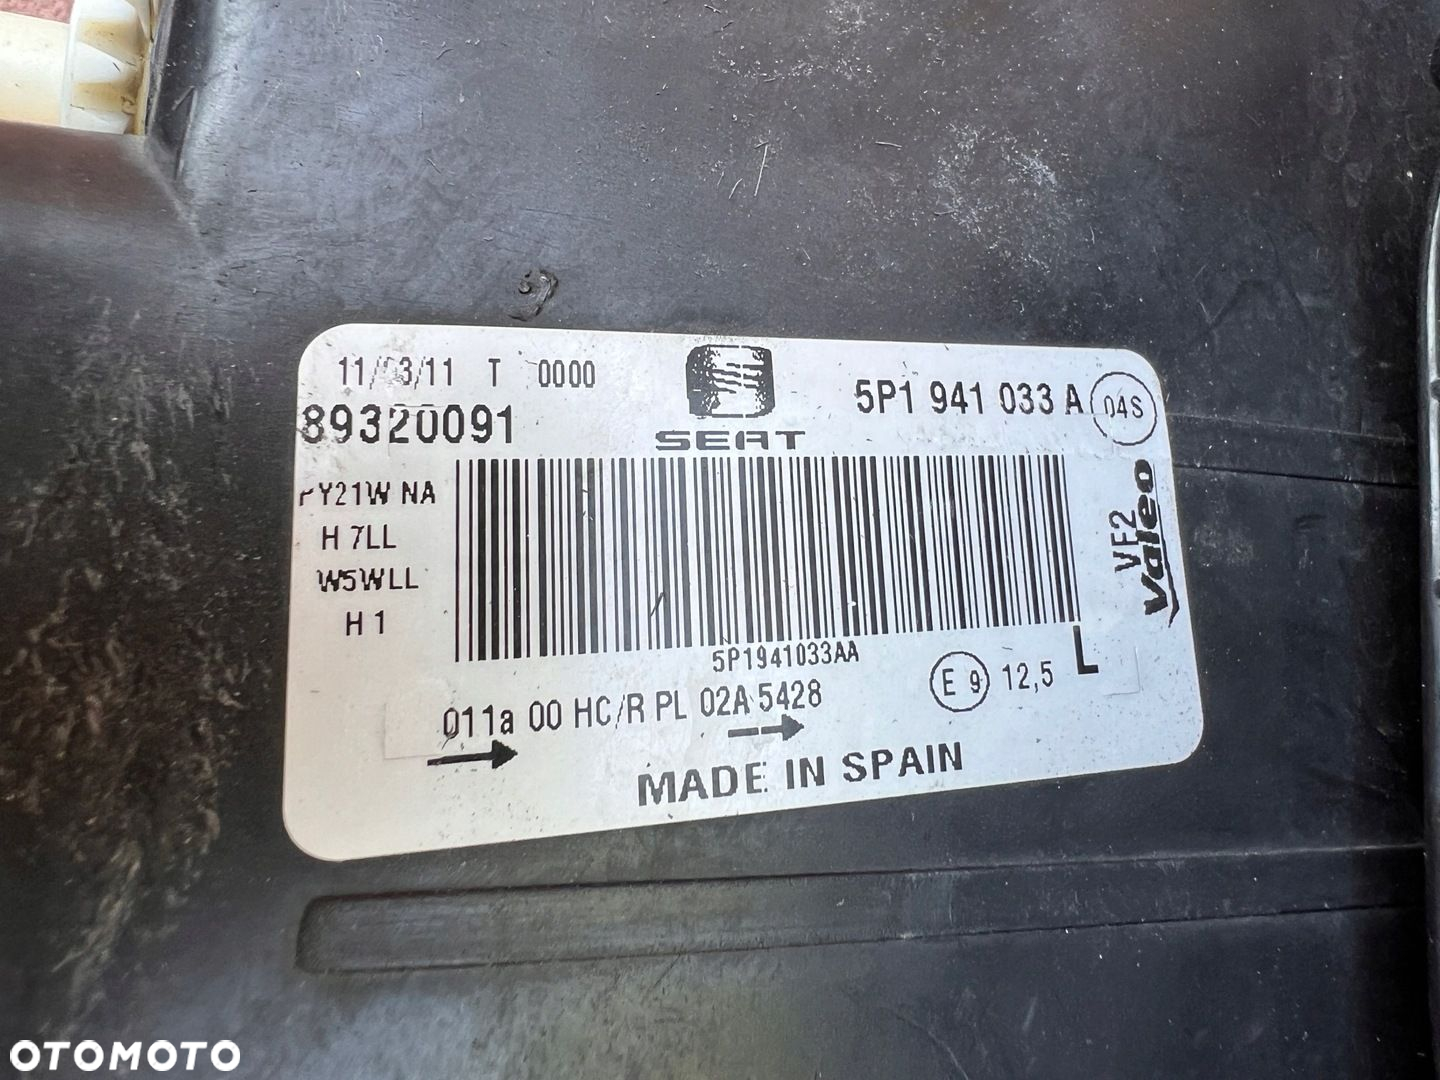 11/03/11 T 0000
89320091
SEAT
5P1 941 033 A 04S
PY21W NA
H 7LL
W5WLL
H 1
VF2
Valeo
5P1941033AA
L
011a 00 HC/R PL 02A 5428
E 9 12,5
MADE IN SPAIN
OTOMOTO